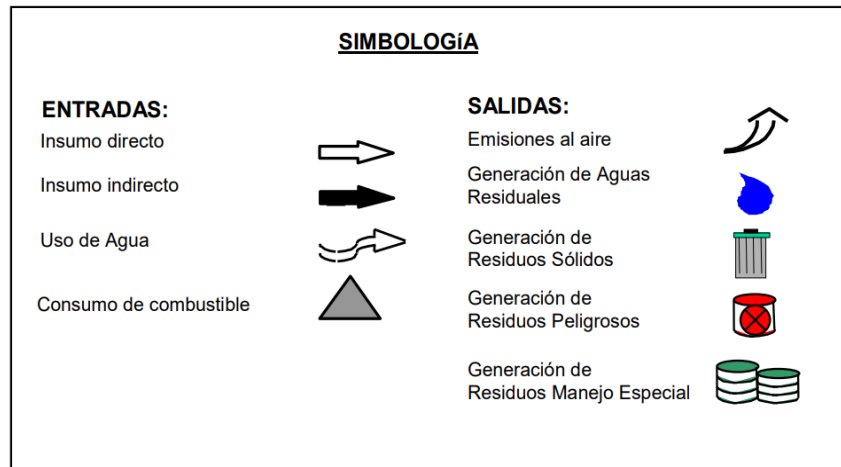 SIMBOLOGíA
ENTRADAS:
Insumo directo
Insumo indirecto
Uso de Agua
Consumo de combustible
SALIDAS:
Emisiones al aire
Generación de Aguas
Residuales
Generación de
Residuos Sólidos
Generación de
Residuos Peligrosos
Generación de
Residuos Manejo Especial